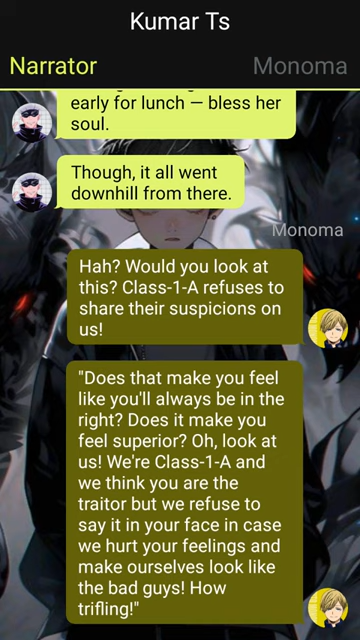 Kumar Ts
Narrator
Monoma
early for lunch — bless her
soul.
Though, it all went
downhill from there.
Monoma
Hah? Would you look at
this? Class-1-A refuses to
share their suspicions on
us!
"Does that make you feel
like you'll always be in the
right? Does it make you
feel superior? Oh, look at
us! We're Class-1-A and
we think you are the
traitor but we refuse to
say it in your face in case
we hurt your feelings and
make ourselves look like
the bad guys! How
trifling!"